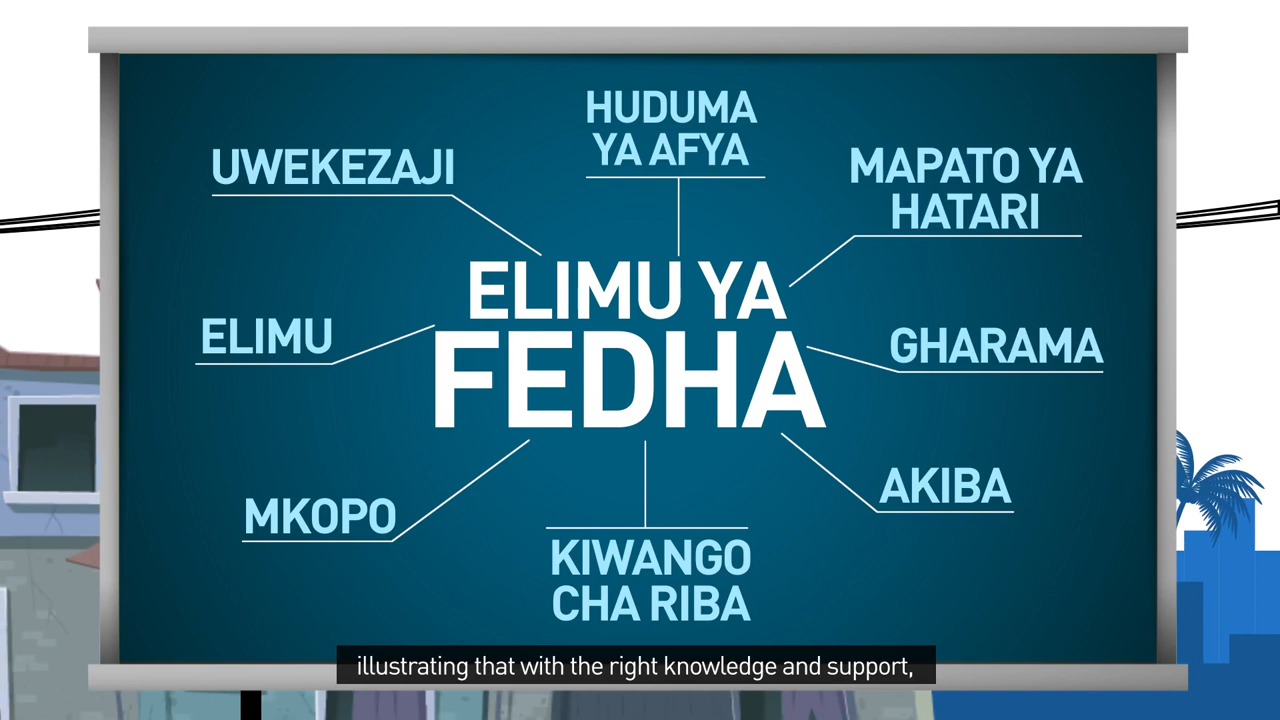 HUDUMA
YA AFYA
UWEKEZAJI
MAPATO YA
HATARI
ELIMU YA
FEDHA
ELIMU
GHARAMA
MKOPO
AKIBA
KIWANGO
CHA RIBA
illustrating that with the right knowledge and support,